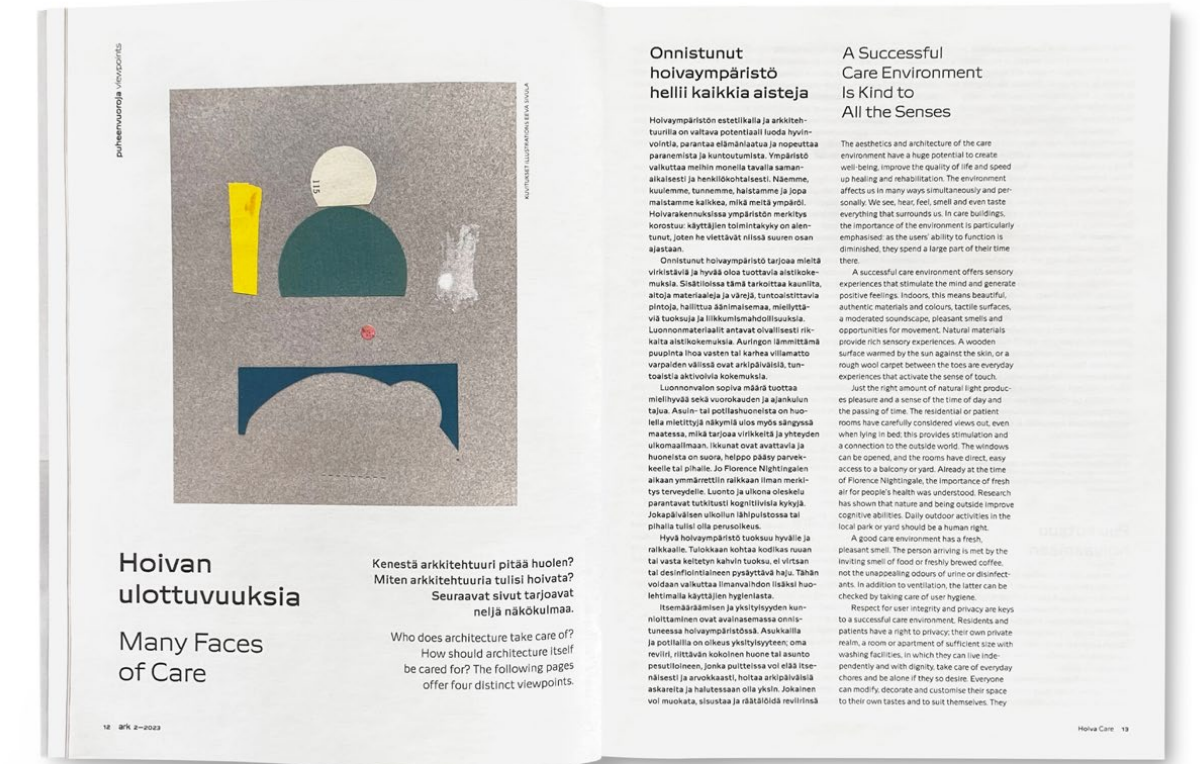 puheenvuoroja viewpoints
KUVITUKSET-ILLUSTRATIONS EEVA SIVULA
115
Hoivan
ulottuvuuksia
Many Faces
of Care
Kenestä arkkitehtuuri pitää huolen?
Miten arkkitehtuuria tulisi hoivata?
Seuraavat sivut tarjoavat
neljä näkökulmaa.
Who does architecture take care of?
How should architecture itself
be cared for? The following pages
offer four distinct viewpoints.
12 ark 2—2023
Onnistunut
hoivaympäristö
hellii kaikkia aisteja
Hoivaympäristön estetiikalla ja arkkiteh-
tuurilla on valtava potentiaali luoda hyvin-
vointia, parantaa elämänlaatua ja nopeuttaa
paranemista ja kuntoutumista. Ympäristö
vaikuttaa meihin monella tavalla saman-
aikaisesti ja henkilökohtaisesti. Näemme,
kuulemme, tunnemme, haistamme ja jopa
maistamme kaikkea, mikä meitä ympäröi.
Hoivarakennuksissa ympäristön merkitys
korostuu: käyttäjien toimintakyky on alen-
tunut, joten he viettävät niissä suuren osan
ajastaan.
Onnistunut hoivaympäristö tarjoaa mieltä
virkistäviä ja hyvää oloa tuottavia aistikoke-
muksia. Sisätiloissa tämä tarkoittaa kauniita,
aitoja materiaaleja ja värejä, tuntoaistittavia
pintoja, hallittua äänimaisemaa, miellyttä-
viä tuoksuja ja liikkumismahdollisuuksia.
Luonnonmateriaalit antavat oivallisesti rik-
kaita aistikokemuksia. Auringon lämmittämä
puupinta ihoa vasten tai karhea villamatto
varpaiden välissä ovat arkipäiväisiä, tun-
toaistia aktivoivia kokemuksia.
Luonnonvalon sopiva määrä tuottaa
mielihyvää sekä vuorokauden ja ajankulun
tajua. Asuin- tai potilashuoneista on huo-
lella mietittyjä näkymiä ulos myös sängyssä
maatessa, mikä tarjoaa virikkeitä ja yhteyden
ulkomaailmaan. Ikkunat ovat avattavia ja
huoneista on suora, helppo pääsy parvek-
keelle tai pihalle. Jo Florence Nightingalen
aikaan ymmärrettiin raikkaan ilman merki-
tys terveydelle. Luonto ja ulkona oleskelu
parantavat tutkitusti kognitiivisia kykyjä.
Jokapäiväisen ulkoilun lähipuistossa tai
pihalla tulisi olla perusoikeus.
Hyvä hoivaympäristö tuoksuu hyvälle ja
raikkaalle. Tulokkaan kohtaa kodikas ruuan
tai vasta keitetyn kahvin tuoksu, ei virtsan
tai desinfiointiaineen pysäyttävä haju. Tähän
voidaan vaikuttaa ilmanvaihdon lisäksi huo-
lehtimalla käyttäjien hygieniasta.
Itsemääräämisen ja yksityisyyden kun-
nioittaminen ovat avainasemassa onnis-
tuneessa hoivaympäristössä. Asukkailla
ja potilailla on oikeus yksityisyyteen; oma
reviiri, riittävän kokoinen huone tai asunto
pesutiloineen, jonka puitteissa voi elää itse-
näisesti ja arvokkaasti, hoitaa arkipäiväisiä
askareita ja halutessaan olla yksin. Jokainen
voi muokata, sisustaa ja räätälöidä reviirinsä
A Successful
Care Environment
Is Kind to
All the Senses
The aesthetics and architecture of the care
environment have a huge potential to create
well-being, improve the quality of life and speed
up healing and rehabilitation. The environment
affects us in many ways simultaneously and per-
sonally. We see, hear, feel, smell and even taste
everything that surrounds us. In care buildings,
the importance of the environment is particularly
emphasised: as the users' ability to function is
diminished, they spend a large part of their time
there.
A successful care environment offers sensory
experiences that stimulate the mind and generate
positive feelings. Indoors, this means beautiful,
authentic materials and colours, tactile surfaces,
a moderated soundscape, pleasant smells and
opportunities for movement. Natural materials
provide rich sensory experiences. A wooden
surface warmed by the sun against the skin, or a
rough wool carpet between the toes are everyday
experiences that activate the sense of touch.
Just the right amount of natural light produc-
es pleasure and a sense of the time of day and
the passing of time. The residential or patient
rooms have carefully considered views out, even
when lying in bed; this provides stimulation and
a connection to the outside world. The windows
can be opened, and the rooms have direct, easy
access to a balcony or yard. Already at the time
of Florence Nightingale, the importance of fresh
air for people's health was understood. Research
has shown that nature and being outside improve
cognitive abilities. Daily outdoor activities in the
local park or yard should be a human right.
A good care environment has a fresh,
pleasant smell. The person arriving is met by the
inviting smell of food or freshly brewed coffee,
not the unappealing odours of urine or disinfect-
ants. In addition to ventilation, the latter can be
checked by taking care of user hygiene.
Respect for user integrity and privacy are keys
to a successful care environment. Residents and
patients have a right to privacy; their own private
realm, a room or apartment of sufficient size with
washing facilities, in which they can live inde-
pendently and with dignity, take care of everyday
chores and be alone if they so desire. Everyone
can modify, decorate and customise their space
to their own tastes and to suit themselves. They
Hoiva Care 13